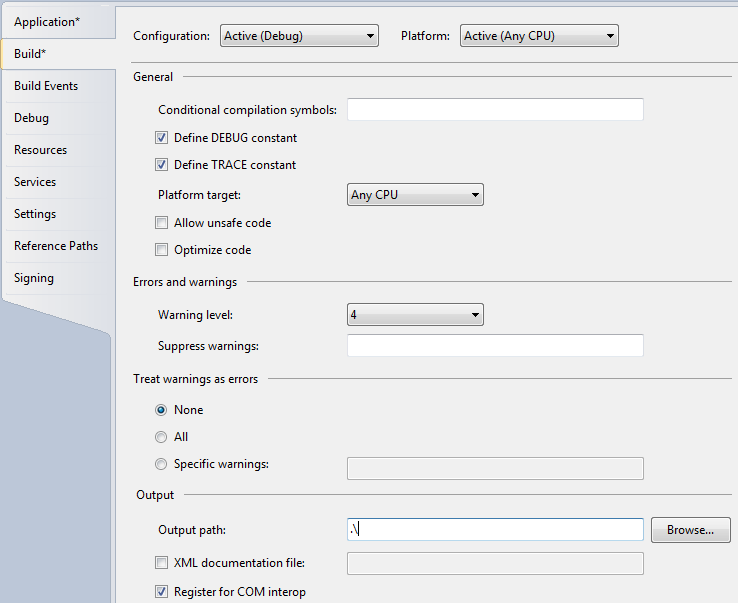 Application*
Build*
Build Events
Debug
Resources
Services
Settings
Reference Paths
Signing
Configuration: Active (Debug) Platform: Active (Any CPU)
General
Conditional compilation symbols:
Define DEBUG constant
Define TRACE constant
Platform target: Any CPU
Allow unsafe code
Optimize code
Errors and warnings
Warning level: 4
Suppress warnings:
Treat warnings as errors
None
All
Specific warnings:
Output
Output path: .\ Browse...
XML documentation file:
Register for COM interop